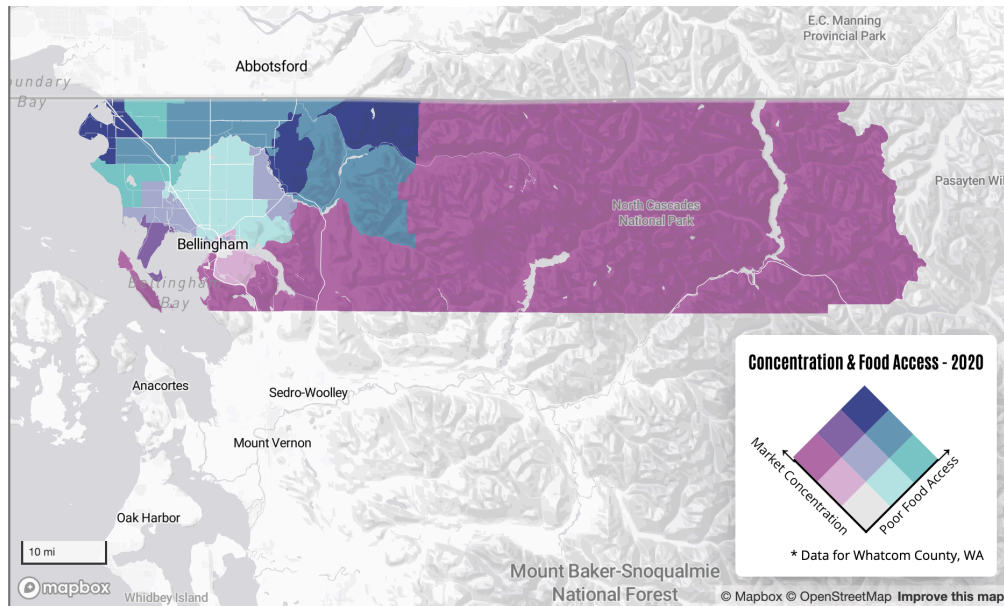 E.C. Manning
Provincial Park
Abbotsford
oundary
Bay
Pasayten Wil
North Cascades
National Park
Bellingham
Bellingham
Bay
Concentration & Food Access - 2020
Market Concentration
Poor Food Access
* Data for Whatcom County, WA
Anacortes
Sedro-Woolley
Mount Vernon
Oak Harbor
10 mi
Mount Baker-Snoqualmie
National Forest
mapbox
Whidbey Island
© Mapbox © OpenStreetMap Improve this map